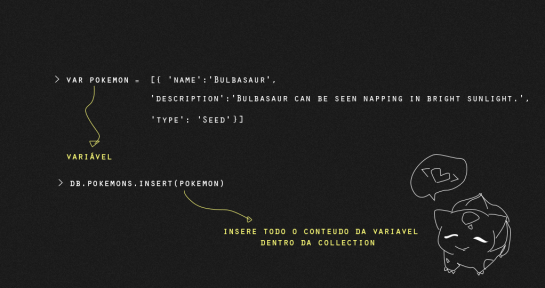 > VAR POKEMON = [{ 'NAME':'BULBASAUR',
'DESCRIPTION':'BULBASAUR CAN BE SEEN NAPPING IN BRIGHT SUNLIGHT.',
'TYPE': 'SEED'}]
VARIÁVEL
> DB.POKEMONS.INSERT(POKEMON)
INSERE TODO O CONTEUDO DA VARIAVEL
DENTRO DA COLLECTION